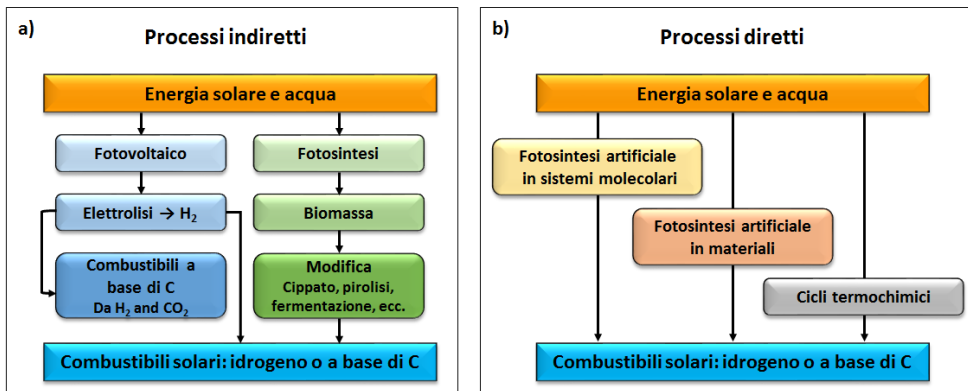 a)
Processi indiretti
Energia solare e acqua
Fotovoltaico
Fotosintesi
Elettrolisi → H₂
Biomassa
Combustibili a
base di C
Da H₂ and CO₂
Modifica
Cippato, pirolisi,
fermentazione, ecc.
Combustibili solari: idrogeno o a base di C
b)
Processi diretti
Energia solare e acqua
Fotosintesi artificiale
in sistemi molecolari
Fotosintesi artificiale
in materiali
Cicli termochimici
Combustibili solari: idrogeno o a base di C